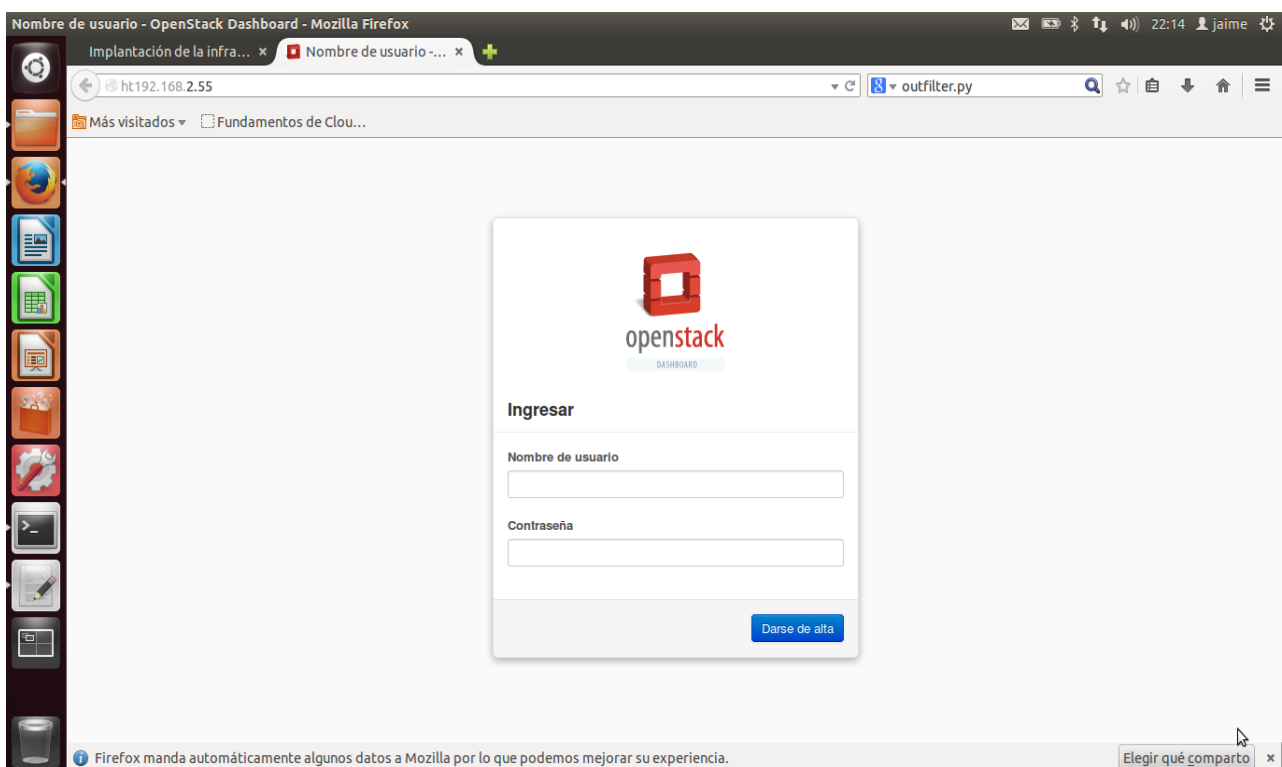 Nombre de usuario - OpenStack Dashboard - Mozilla Firefox 22:14 jaime
Implantación de la infra... × Nombre de usuario -... ×
ht192.168.2.55 outfilter.py
Más visitados Fundamentos de Clou...
openstack
DASHBOARD
Ingresar
Nombre de usuario
Contraseña
Darse de alta
Firefox manda automáticamente algunos datos a Mozilla por lo que podemos mejorar su experiencia. Elegir qué comparto ×